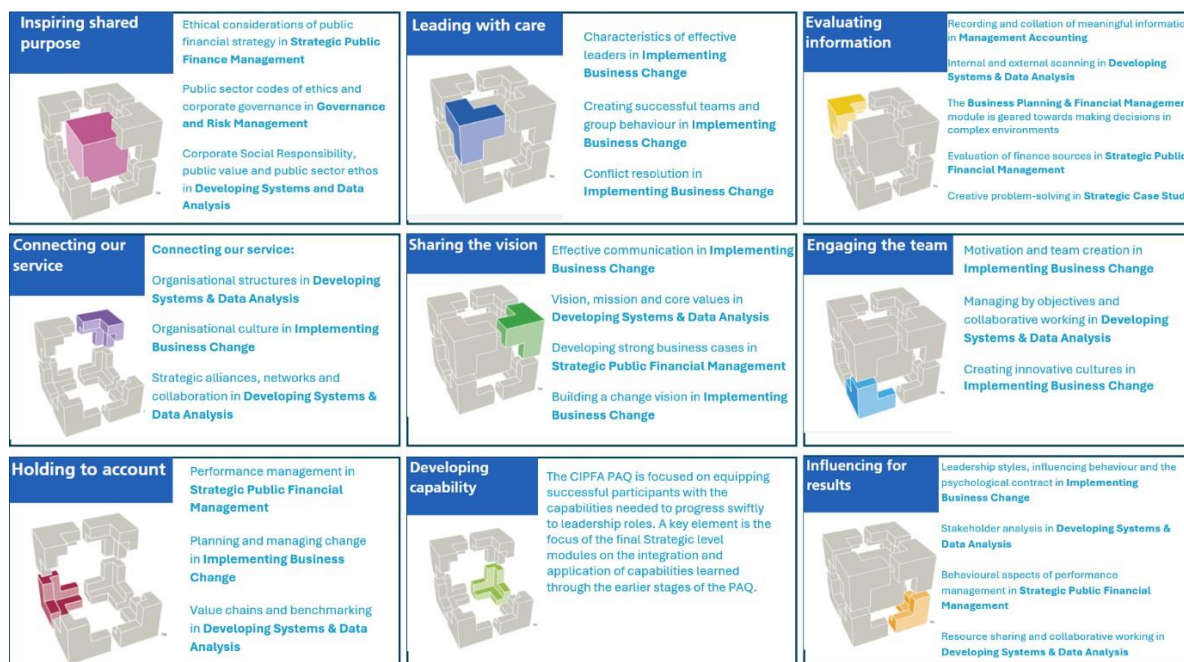 Inspiring shared
purpose
Ethical considerations of public
financial strategy in Strategic Public
Finance Management
Public sector codes of ethics and
corporate governance in Governance
and Risk Management
Corporate Social Responsibility,
public value and public sector ethos
in Developing Systems and Data
Analysis
Leading with care
Characteristics of effective
leaders in Implementing
Business Change
Creating successful teams and
group behaviour in Implementing
Business Change
Conflict resolution in
Implementing Business Change
Evaluating
information
Recording and collation of meaningful informatio
in Management Accounting
Internal and external scanning in Developing
Systems & Data Analysis
The Business Planning & Financial Managemen
module is geared towards making decisions in
complex environments
Evaluation of finance sources in Strategic Public
Financial Management
Creative problem-solving in Strategic Case Stud
Connecting our
service
Connecting our service:
Organisational structures in Developing
Systems & Data Analysis
Organisational culture in Implementing
Business Change
Strategic alliances, networks and
collaboration in Developing Systems &
Data Analysis
Sharing the vision
Effective communication in Implementing
Business Change
Vision, mission and core values in
Developing Systems & Data Analysis
Developing strong business cases in
Strategic Public Financial Management
Building a change vision in Implementing
Business Change
Engaging the team
Motivation and team creation in
Implementing Business Change
Managing by objectives and
collaborative working in Developing
Systems & Data Analysis
Creating innovative cultures in
Implementing Business Change
Holding to account
Performance management in
Strategic Public Financial
Management
Planning and managing change
in Implementing Business
Change
Value chains and benchmarking
in Developing Systems & Data
Analysis
Developing
capability
The CIPFA PAQ is focused on equipping
successful participants with the
capabilities needed to progress swiftly
to leadership roles. A key element is the
focus of the final Strategic level
modules on the integration and
application of capabilities learned
through the earlier stages of the PAQ.
Influencing for
results
Leadership styles, influencing behaviour and the
psychological contract in Implementing
Business Change
Stakeholder analysis in Developing Systems &
Data Analysis
Behavioural aspects of performance
management in Strategic Public Financial
Management
Resource sharing and collaborative working in
Developing Systems & Data Analysis